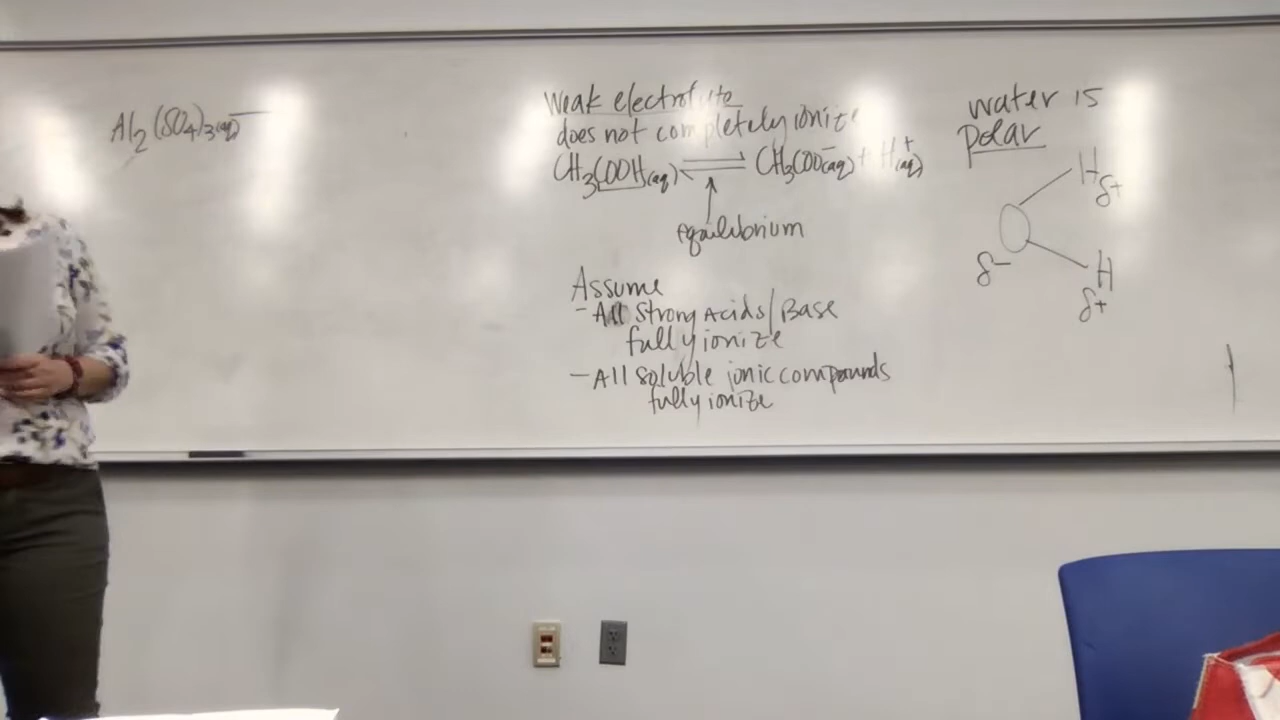 Al2(SO4)3(aq) —
Weak electrolyte
does not completely ionize
CH3COOH(aq) ⇌ CH3COO-(aq) + H+(aq)
equilibrium
Assume
- All Strong Acids/Base
fully ionize
- All soluble ionic compounds
fully ionize
water is
polar
H
δ+
O
δ-
H
δ+